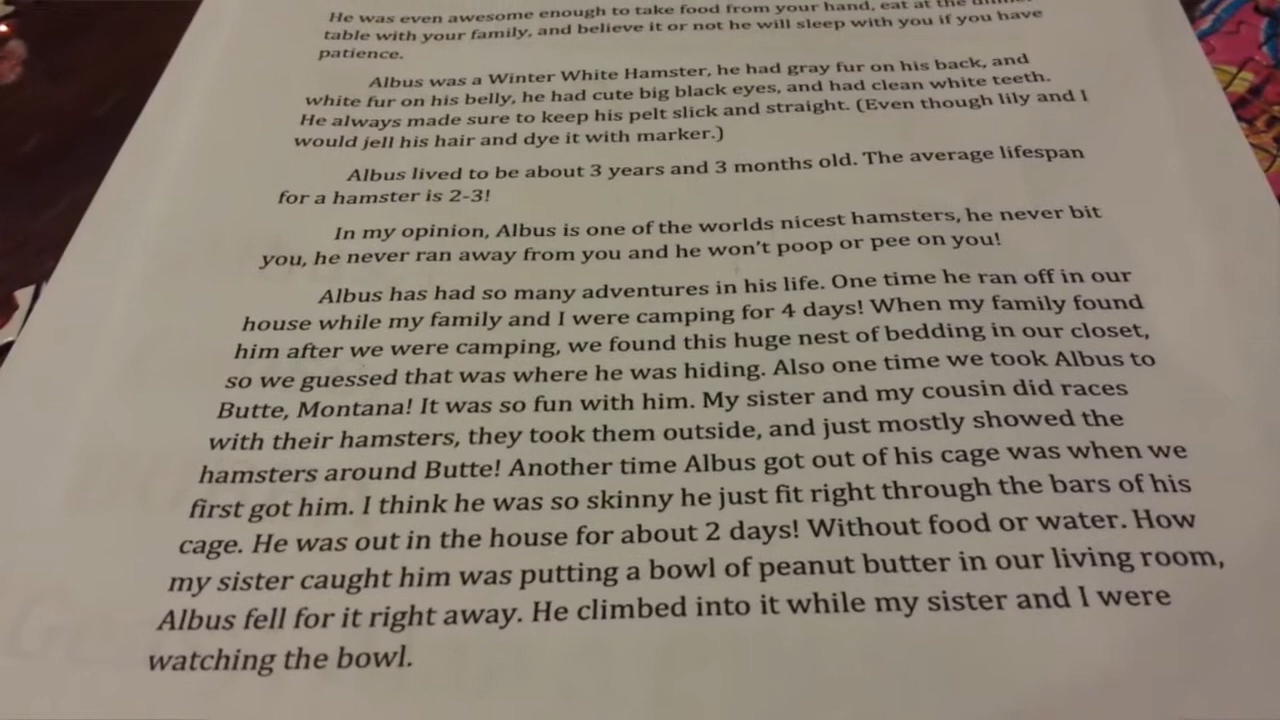 He was even awesome enough to take food from your hand, eat at the dinner
table with your family, and believe it or not he will sleep with you if you have
patience.
Albus was a Winter White Hamster, he had gray fur on his back, and
white fur on his belly, he had cute big black eyes, and had clean white teeth.
He always made sure to keep his pelt slick and straight. (Even though lily and I
would jell his hair and dye it with marker.)
Albus lived to be about 3 years and 3 months old. The average lifespan
for a hamster is 2-3!
In my opinion, Albus is one of the worlds nicest hamsters, he never bit
you, he never ran away from you and he won't poop or pee on you!
Albus has had so many adventures in his life. One time he ran off in our
house while my family and I were camping for 4 days! When my family found
him after we were camping, we found this huge nest of bedding in our closet,
so we guessed that was where he was hiding. Also one time we took Albus to
Butte, Montana! It was so fun with him. My sister and my cousin did races
with their hamsters, they took them outside, and just mostly showed the
hamsters around Butte! Another time Albus got out of his cage was when we
first got him. I think he was so skinny he just fit right through the bars of his
cage. He was out in the house for about 2 days! Without food or water. How
my sister caught him was putting a bowl of peanut butter in our living room,
Albus fell for it right away. He climbed into it while my sister and I were
watching the bowl.